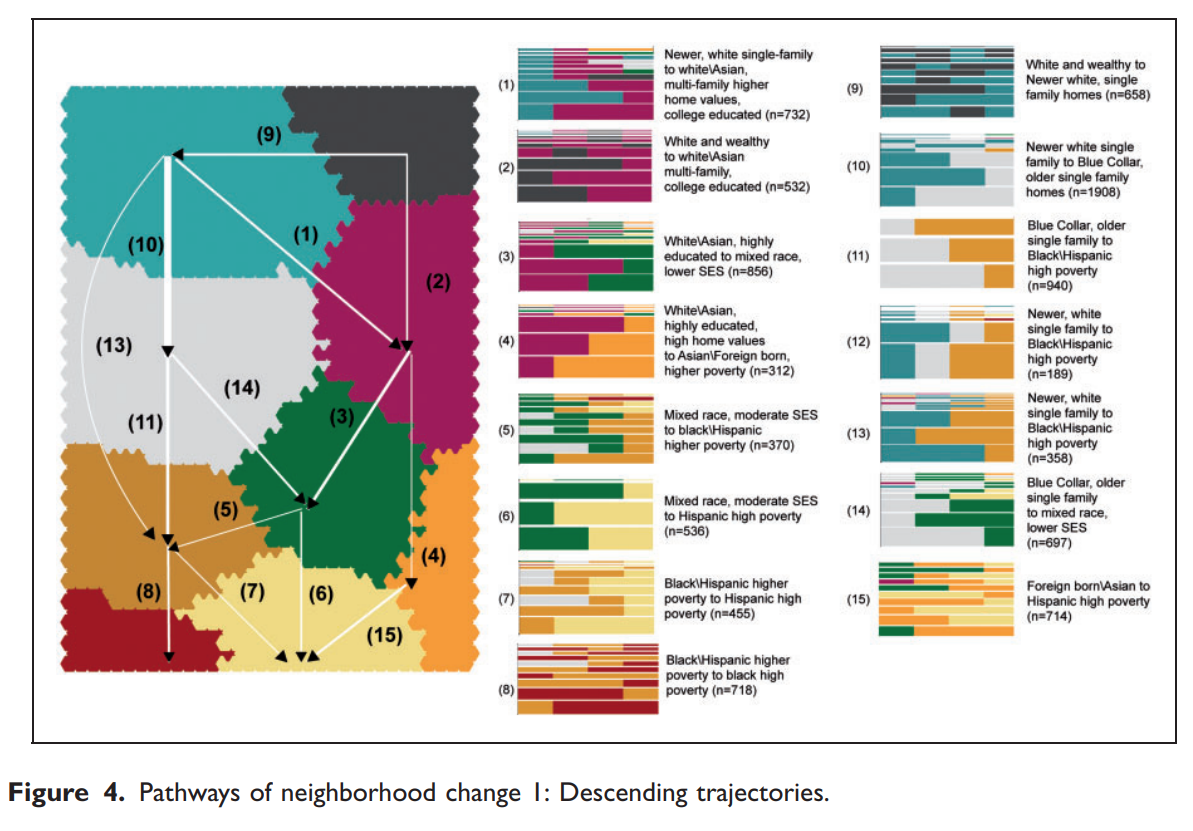 (9)
(1)
(10)
(2)
(13)
(14)
(3)
(11)
(5)
(4)
(8)
(7)
(6)
(15)
(1)
Newer, white single-family
to white\Asian,
multi-family higher
home values,
college educated (n=732)
(2)
White and wealthy
to white\Asian
multi-family,
college educated (n=532)
(3)
White\Asian, highly
educated to mixed race,
lower SES (n=856)
(4)
White\Asian,
highly educated,
high home values
to Asian\Foreign born,
higher poverty (n=312)
(5)
Mixed race, moderate SES
to black\Hispanic
higher poverty (n=370)
(6)
Mixed race, moderate SES
to Hispanic high poverty
(n=536)
(7)
Black\Hispanic higher
poverty to Hispanic high
poverty (n=455)
(8)
Black\Hispanic higher
poverty to black high
poverty (n=718)
(9)
White and wealthy to
Newer white, single
family homes (n=658)
(10)
Newer white single
family to Blue Collar,
older single family
homes (n=1908)
(11)
Blue Collar, older
single family to
Black\Hispanic
high poverty
(n=940)
(12)
Newer, white
single family to
Black\Hispanic
high poverty
(n=189)
(13)
Newer, white
single family to
Black\Hispanic
high poverty
(n=358)
(14)
Blue Collar, older
single family
to mixed race,
lower SES
(n=697)
(15)
Foreign born\Asian to
Hispanic high poverty
(n=714)
Figure 4. Pathways of neighborhood change 1: Descending trajectories.